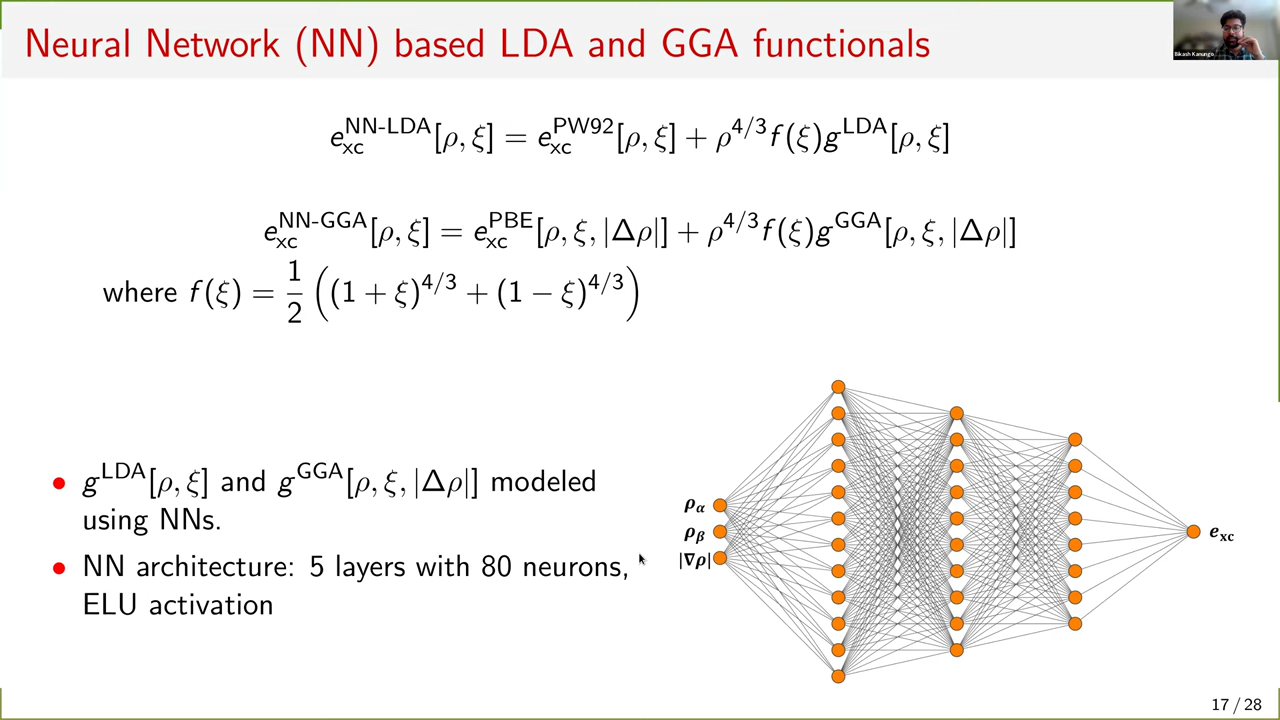 Neural Network (NN) based LDA and GGA functionals
Bikash Kanungo
e_xc^NN-LDA[ρ, ξ] = e_xc^PW92[ρ, ξ] + ρ^4/3 f(ξ)g^LDA[ρ, ξ]
e_xc^NN-GGA[ρ, ξ] = e_xc^PBE[ρ, ξ, |Δρ|] + ρ^4/3 f(ξ)g^GGA[ρ, ξ, |Δρ|]
where f(ξ) = 1/2 ((1 + ξ)^4/3 + (1 − ξ)^4/3)
• g^LDA[ρ, ξ] and g^GGA[ρ, ξ, |Δρ|] modeled
using NNs.
• NN architecture: 5 layers with 80 neurons,
ELU activation
ρ_α
ρ_β
|∇ρ|
e_xc
17 / 28